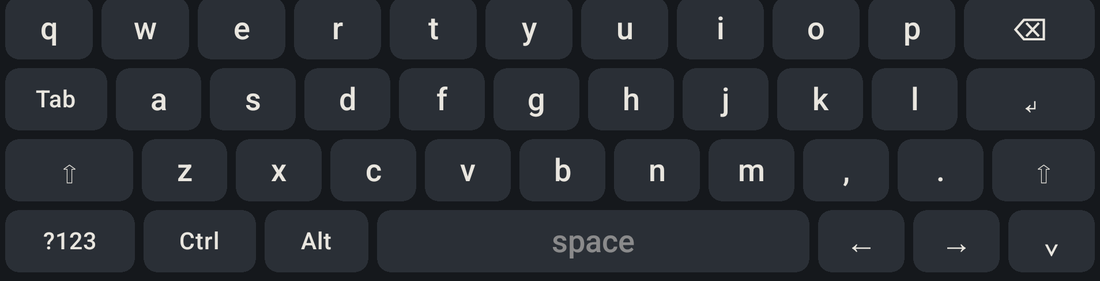 q w e r t y u i o p ⌫
Tab a s d f g h j k l ↲
⇧ z x c v b n m , . ⇧
?123 Ctrl Alt space ← → v